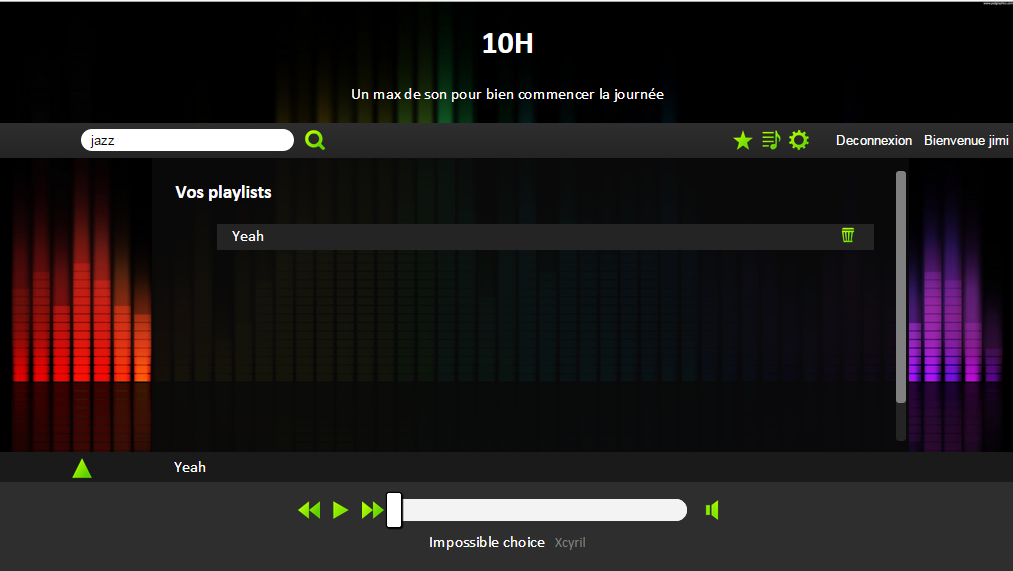 10H
Un max de son pour bien commencer la journée
jazz
Deconnexion Bienvenue jimi
Vos playlists
Yeah
Yeah
Impossible choice Xcyril